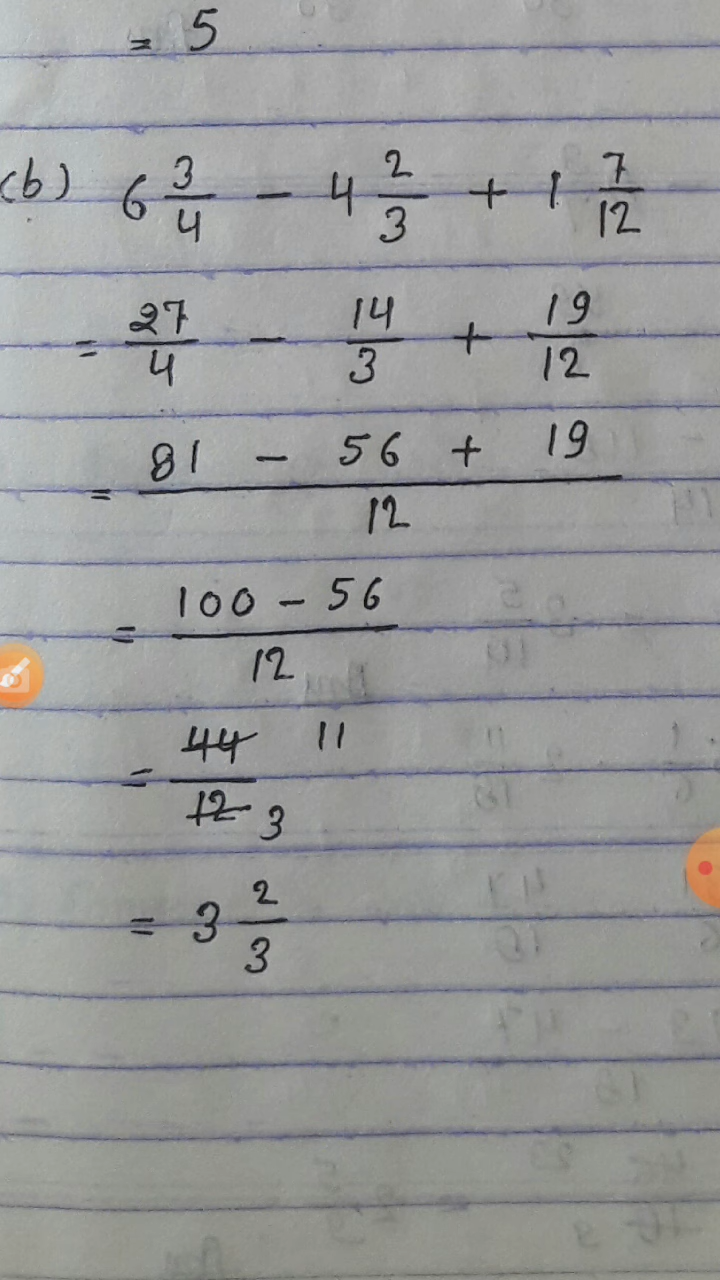 = 5
(b) 6 3/4 - 4 2/3 + 1 7/12
= 27/4 - 14/3 + 19/12
= 81 - 56 + 19 / 12
= 100 - 56 / 12
= 44/12 11 3
= 3 2/3